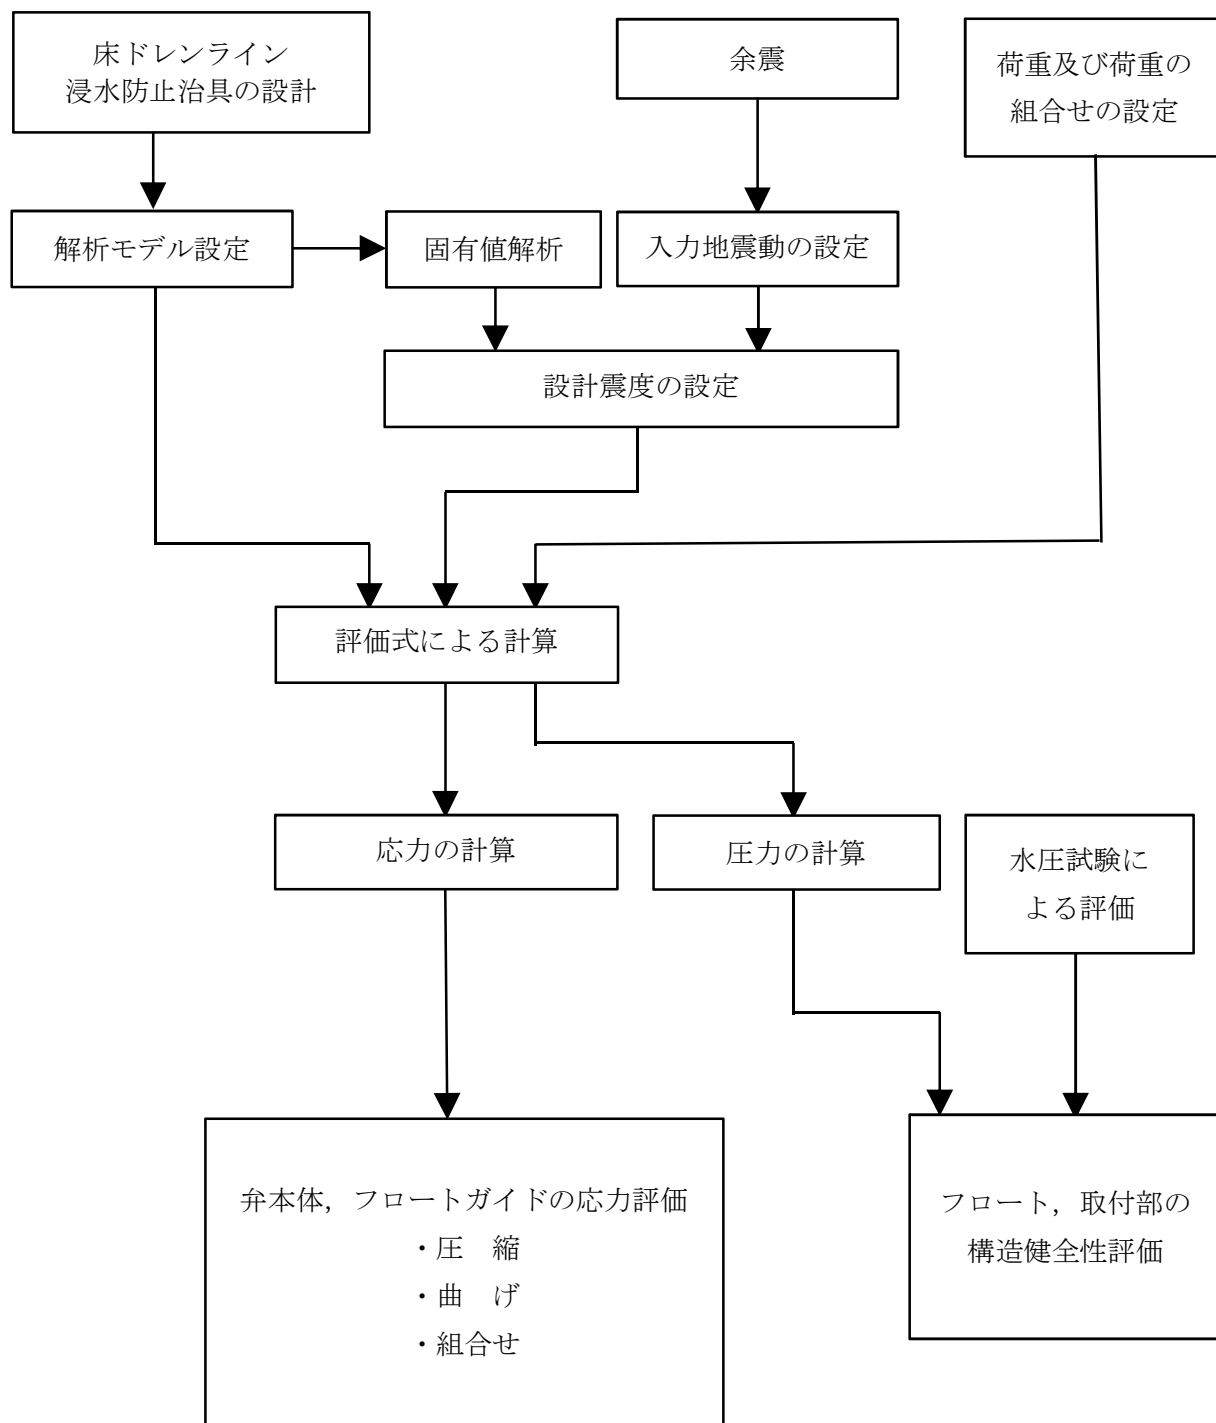 床ドレンライン
浸水防止治具の設計
余震
荷重及び荷重の
組合せの設定
解析モデル設定
固有値解析
入力地震動の設定
設計震度の設定
評価式による計算
応力の計算
圧力の計算
水圧試験に
よる評価
弁本体，フロートガイドの応力評価
・圧　縮
・曲　げ
・組合せ
フロート，取付部の
構造健全性評価